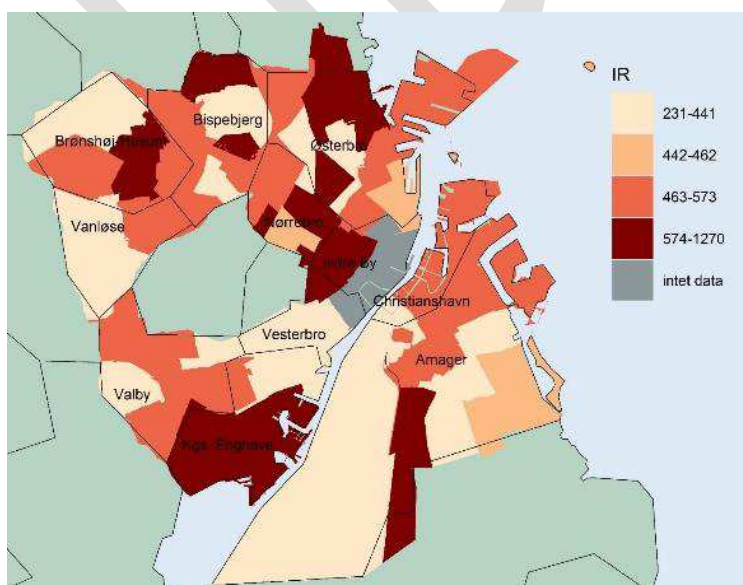 IR
231-441
442-462
463-573
574-1270
intet data
Bispebjerg
Brønshøj-Husum
Østerbro
Vanløse
Nørrebro
Indre By
Christianshavn
Vesterbro
Amager
Valby
Kgs. Enghave